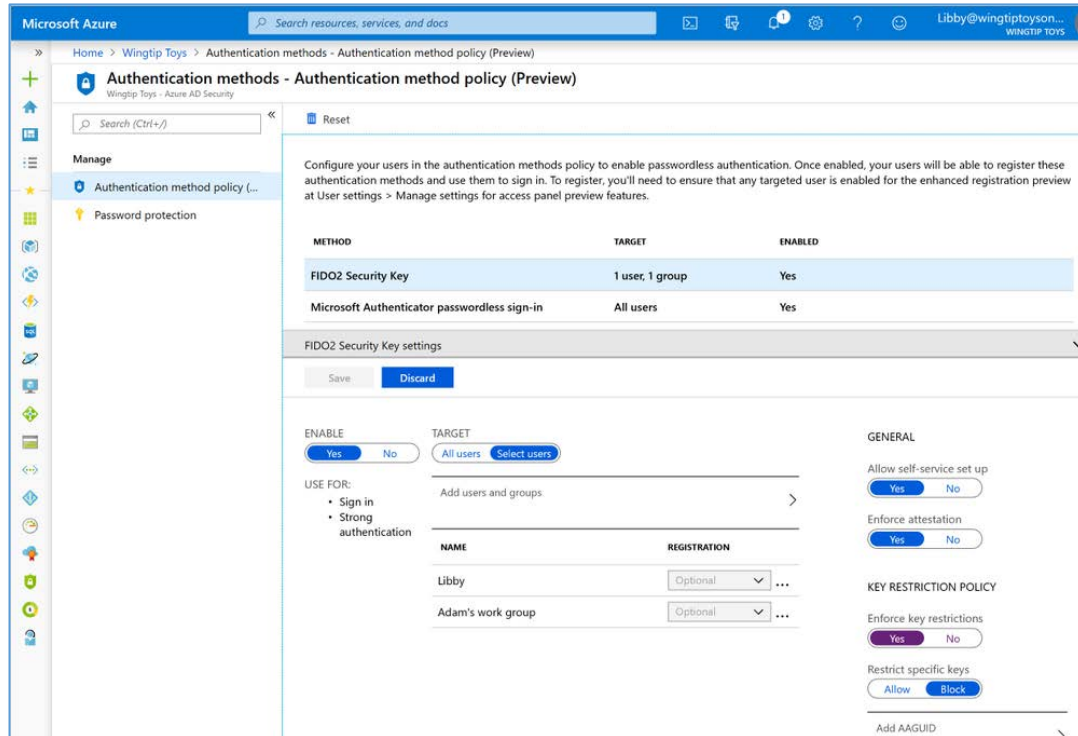 Microsoft Azure
Search resources, services, and docs
1
Libby@wingtiptoyson...
WINGTIP TOYS
Home > Wingtip Toys > Authentication methods - Authentication method policy (Preview)
Authentication methods - Authentication method policy (Preview)
Wingtip Toys - Azure AD Security
Search (Ctrl+/)
Manage
Authentication method policy (...
Password protection
Reset
Configure your users in the authentication methods policy to enable passwordless authentication. Once enabled, your users will be able to register these
authentication methods and use them to sign in. To register, you'll need to ensure that any targeted user is enabled for the enhanced registration preview
at User settings > Manage settings for access panel preview features.
METHOD TARGET ENABLED
FIDO2 Security Key 1 user, 1 group Yes
Microsoft Authenticator passwordless sign-in All users Yes
FIDO2 Security Key settings
Save Discard
ENABLE
Yes No
USE FOR:
• Sign in
• Strong
authentication
TARGET
All users Select users
Add users and groups
NAME REGISTRATION
Libby Optional ...
Adam's work group Optional ...
GENERAL
Allow self-service set up
Yes No
Enforce attestation
Yes No
KEY RESTRICTION POLICY
Enforce key restrictions
Yes No
Restrict specific keys
Allow Block
Add AAGUID